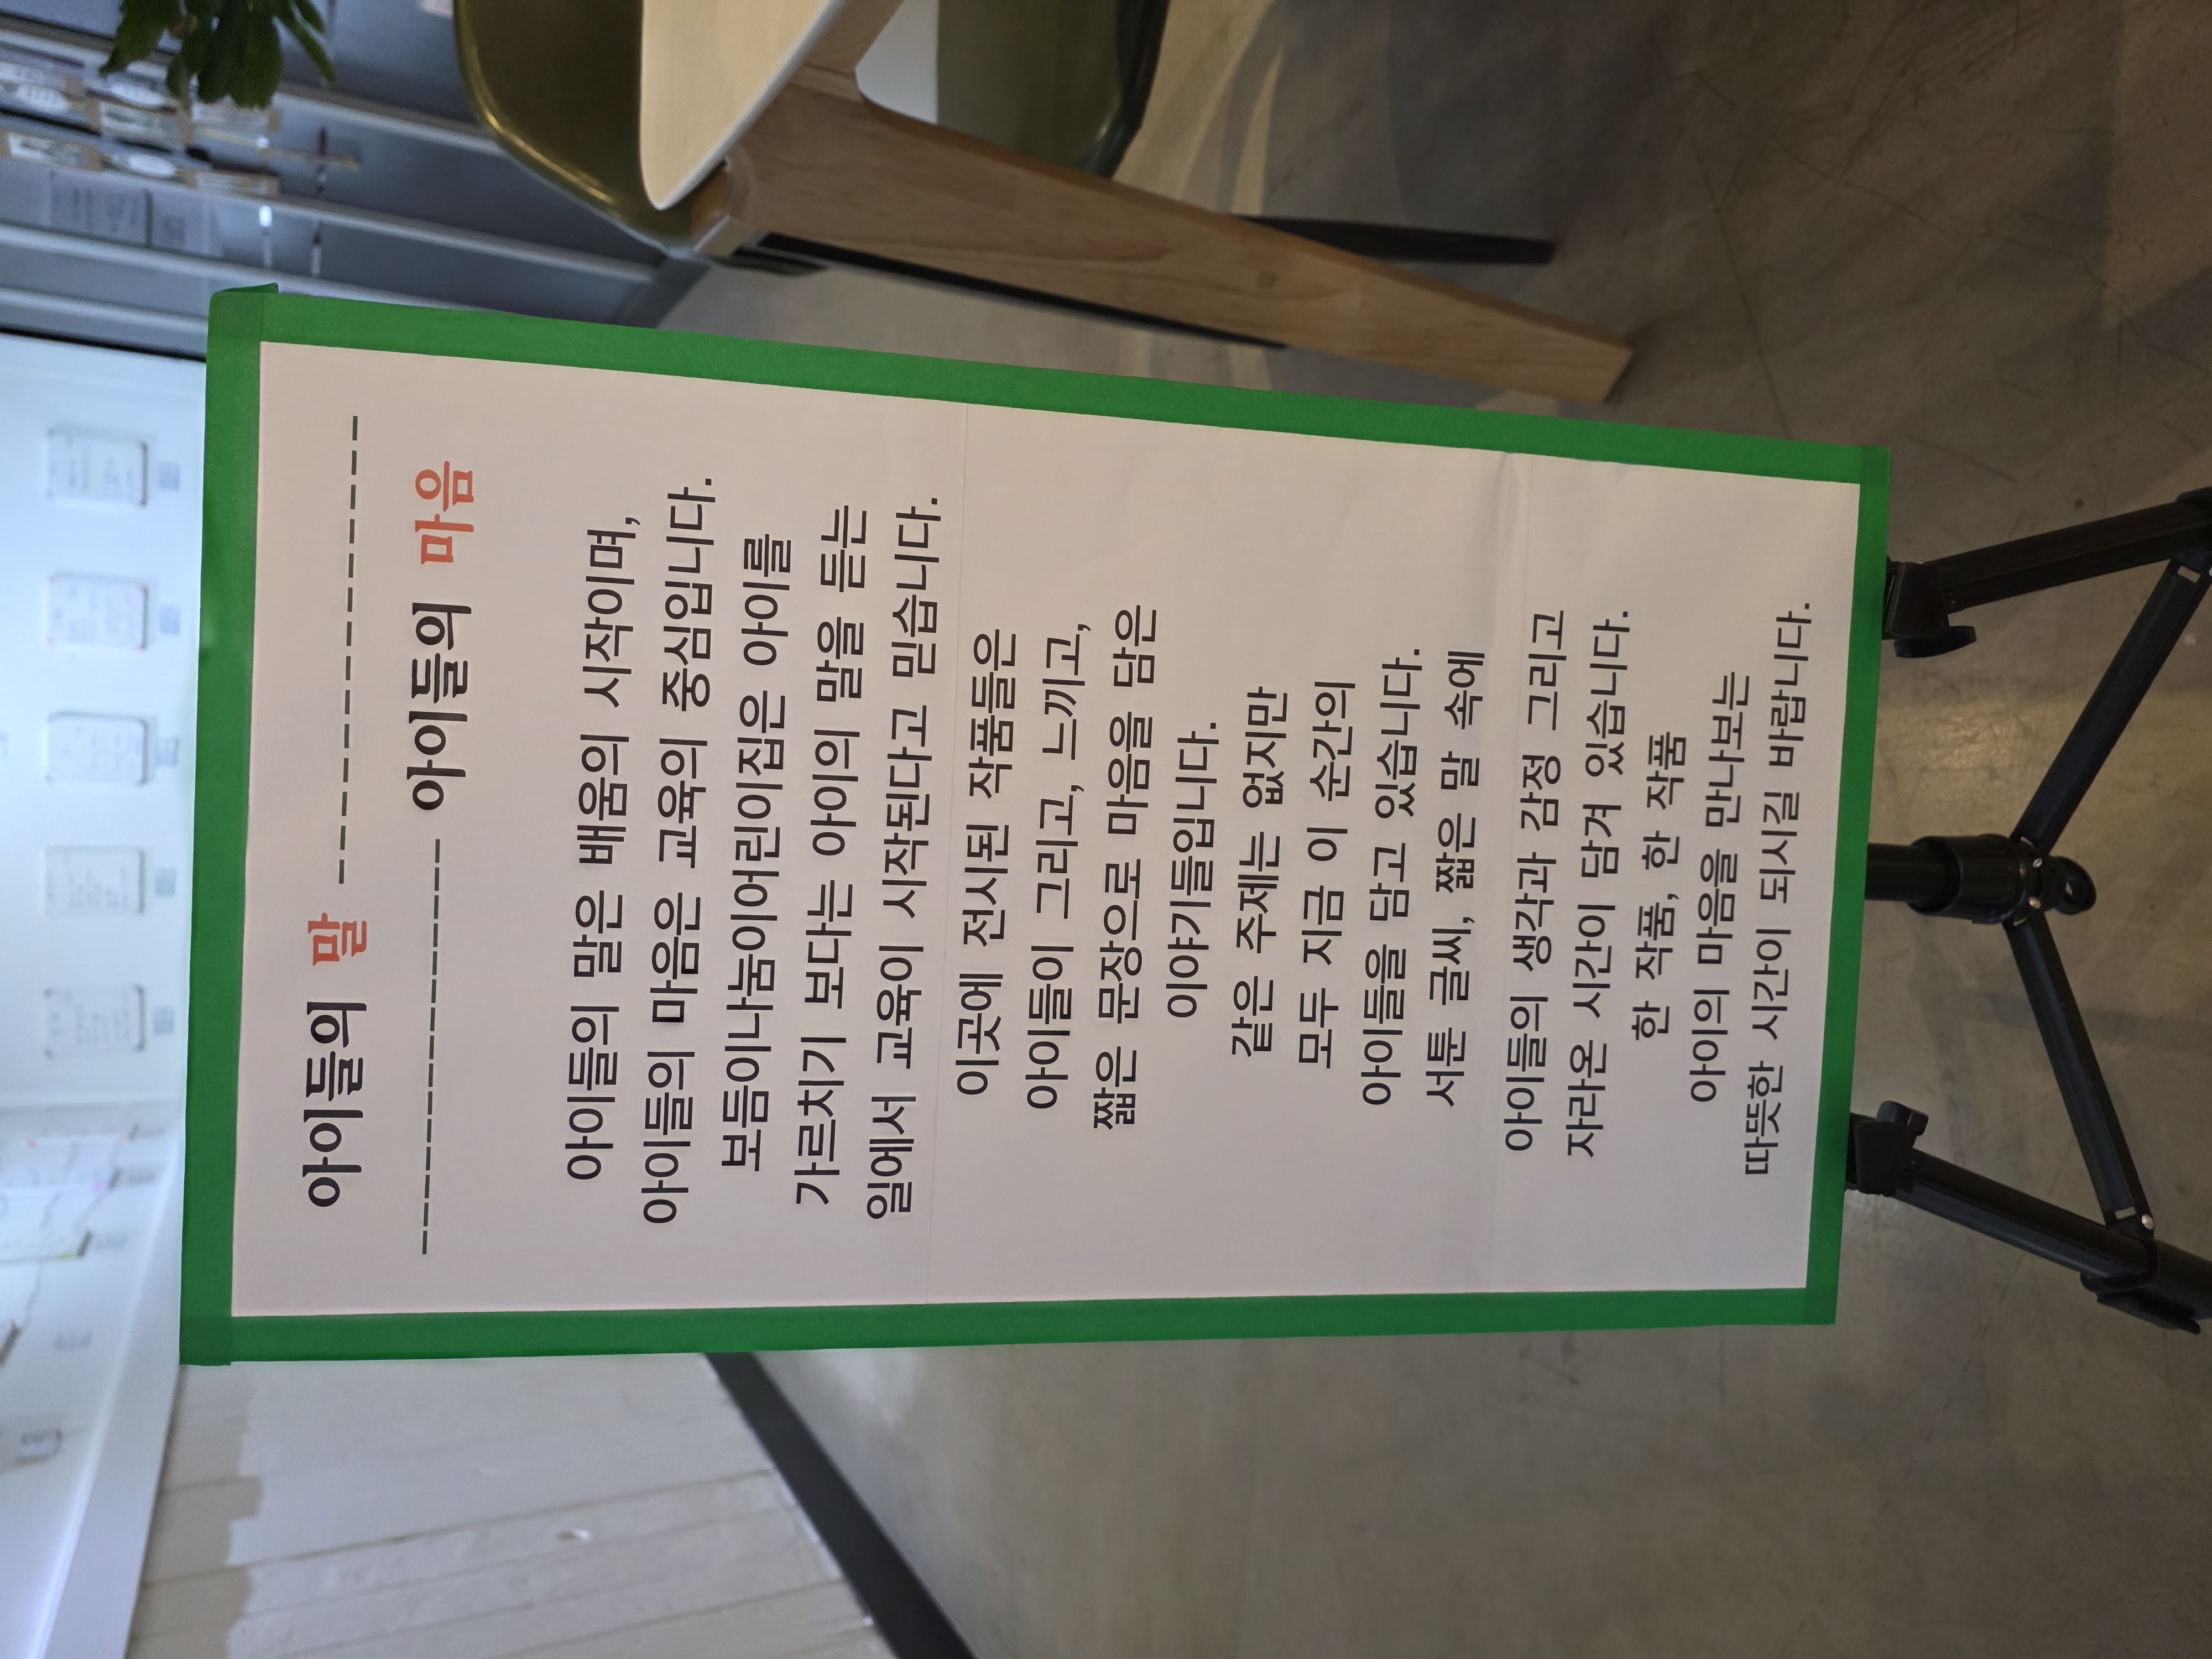 아이들의 말 ----------------
-------------- 아이들의 마음
아이들의 말은 배움의 시작이며,
아이들의 마음은 교육의 중심입니다.
보듬이나눔이어린이집은 아이를
가르치기 보다는 아이의 말을 듣는
일에서 교육이 시작된다고 믿습니다.
이곳에 전시된 작품들은
아이들이 그리고, 느끼고,
짧은 문장으로 마음을 담은
이야기들입니다.
같은 주제는 없지만
모두 지금 이 순간의
아이들을 담고 있습니다.
서툰 글씨, 짧은 말 속에
아이들의 생각과 감정 그리고
자라온 시간이 담겨 있습니다.
한 작품, 한 작품
아이의 마음을 만나보는
따뜻한 시간이 되시길 바랍니다.